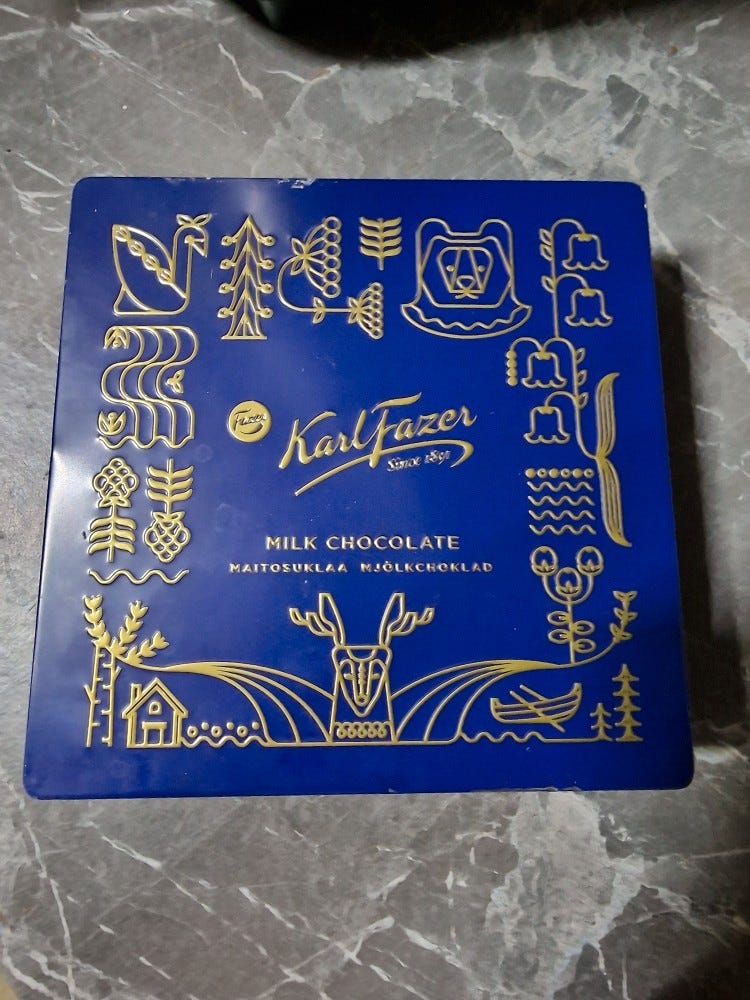 Fazer
Karl Fazer
Since 1891
MILK CHOCOLATE
MAITOSUKLAA MJÖLKCHOKLAD